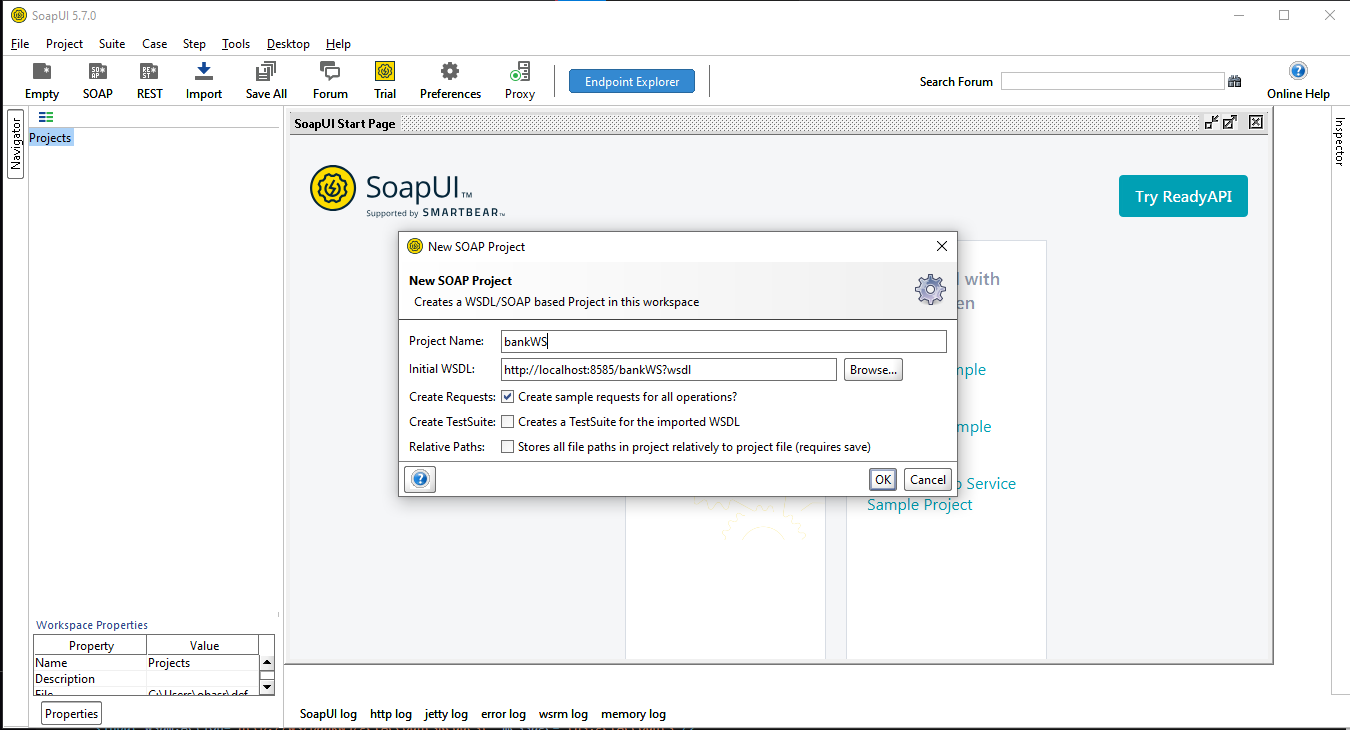 SoapUI 5.7.0
File Project Suite Case Step Tools Desktop Help
Empty SOAP REST Import Save All Forum Trial Preferences Proxy Endpoint Explorer Search Forum Online Help
Navigator
Projects
SoapUI Start Page
Inspector
SoapUI™
Supported by SMARTBEAR™
Try ReadyAPI
New SOAP Project
New SOAP Project
Creates a WSDL/SOAP based Project in this workspace
with
Project Name: bankWS
Initial WSDL: http://localhost:8585/bankWS?wsdl Browse...
Create Requests: Create sample requests for all operations?
Create TestSuite: Creates a TestSuite for the imported WSDL
Relative Paths: Stores all file paths in project relatively to project file (requires save)
OK Cancel
Service
Sample Project
Workspace Properties
Property Value
Name Projects
Description
File
Properties
SoapUI log http log jetty log error log wsrm log memory log